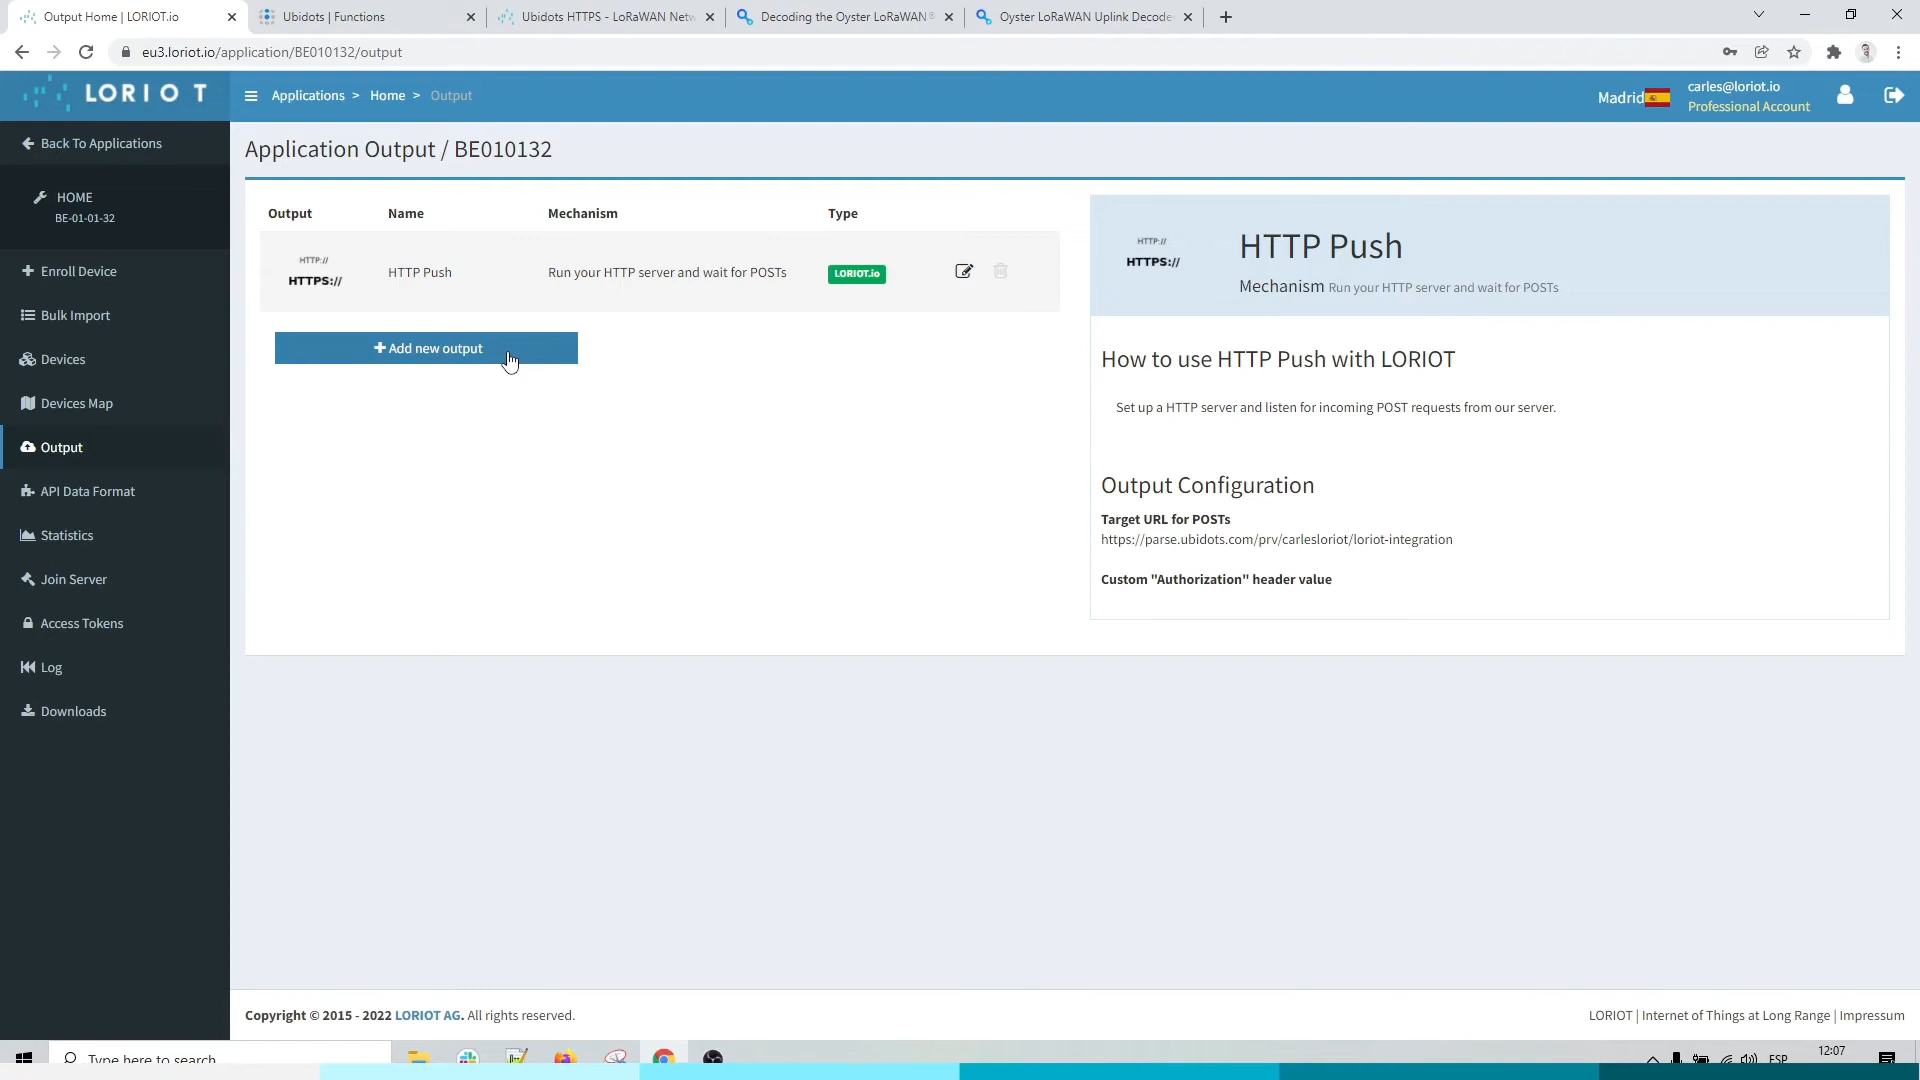 Output Home | LORIOT.io
Ubidots | Functions
Ubidots HTTPS - LoRaWAN Netw
Decoding the Oyster LoRaWAN®
Oyster LoRaWAN Uplink Decode
eu3.loriot.io/application/BE010132/output
LORIOT
Applications > Home > Output
Madrid
carles@loriot.io
Professional Account
Back To Applications
HOME
BE-01-01-32
Enroll Device
Bulk Import
Devices
Devices Map
Output
API Data Format
Statistics
Join Server
Access Tokens
Log
Downloads
Application Output / BE010132
Output Name Mechanism Type
HTTP://
HTTPS://
HTTP Push Run your HTTP server and wait for POSTs LORIOT.io
Add new output
HTTP://
HTTPS://
HTTP Push
Mechanism Run your HTTP server and wait for POSTs
How to use HTTP Push with LORIOT
Set up a HTTP server and listen for incoming POST requests from our server.
Output Configuration
Target URL for POSTs
https://parse.ubidots.com/prv/carlesloriot/loriot-integration
Custom "Authorization" header value
Copyright © 2015 - 2022 LORIOT AG. All rights reserved.
LORIOT | Internet of Things at Long Range | Impressum
Type here to search
ESP
12:07